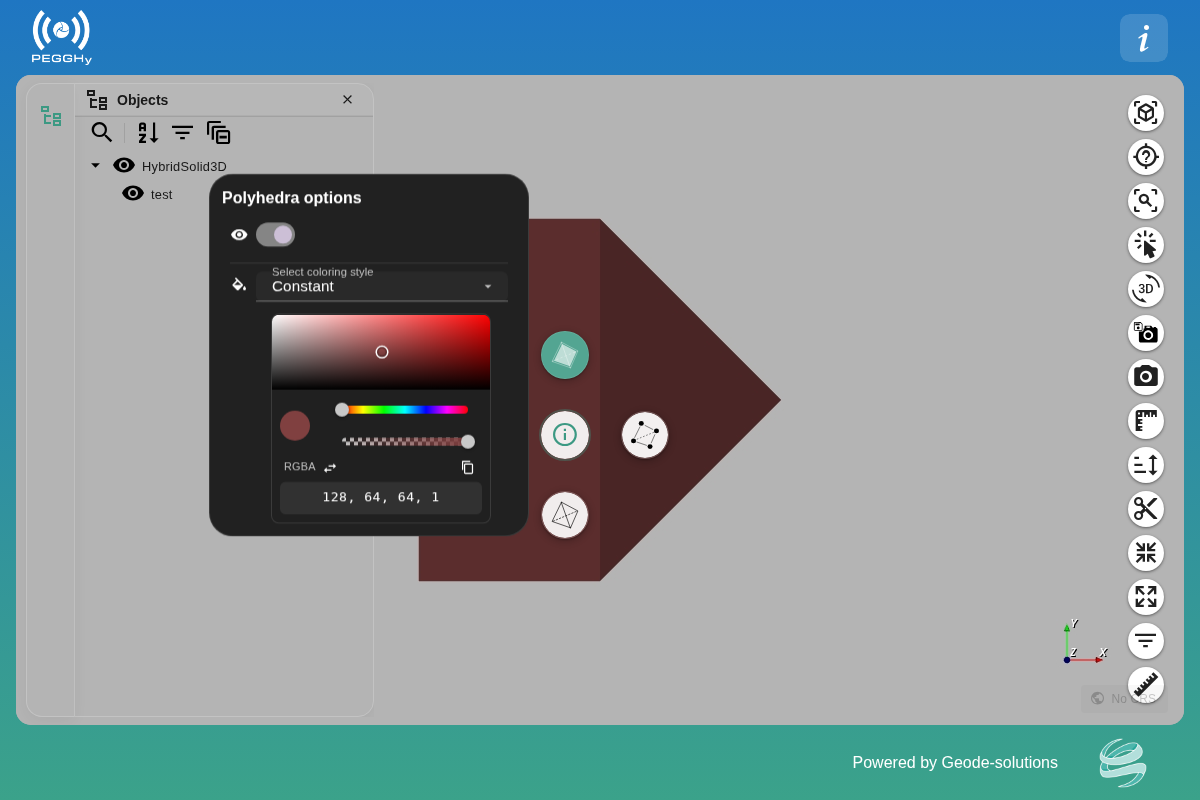 PEGGHy
i
Objects
A
Z
HybridSolid3D
test
Polyhedra options
Select coloring style
Constant
RGBA
128, 64, 64, 1
3D
Y
Z
X
No CRS
Powered by Geode-solutions